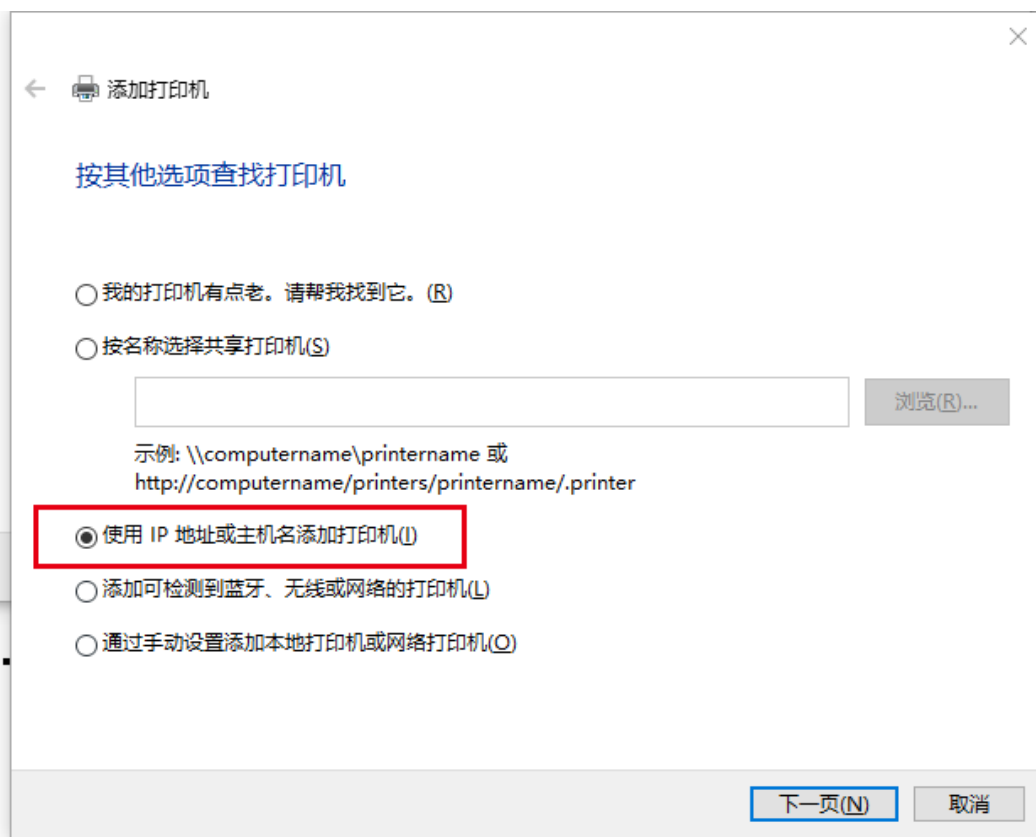 添加打印机
按其他选项查找打印机
我的打印机有点老。请帮我找到它。(R)
按名称选择共享打印机(S)
浏览(R)...
示例: \\computername\printername 或
http://computername/printers/printername/.printer
使用 IP 地址或主机名添加打印机(I)
添加可检测到蓝牙、无线或网络的打印机(L)
通过手动设置添加本地打印机或网络打印机(O)
下一页(N)
取消